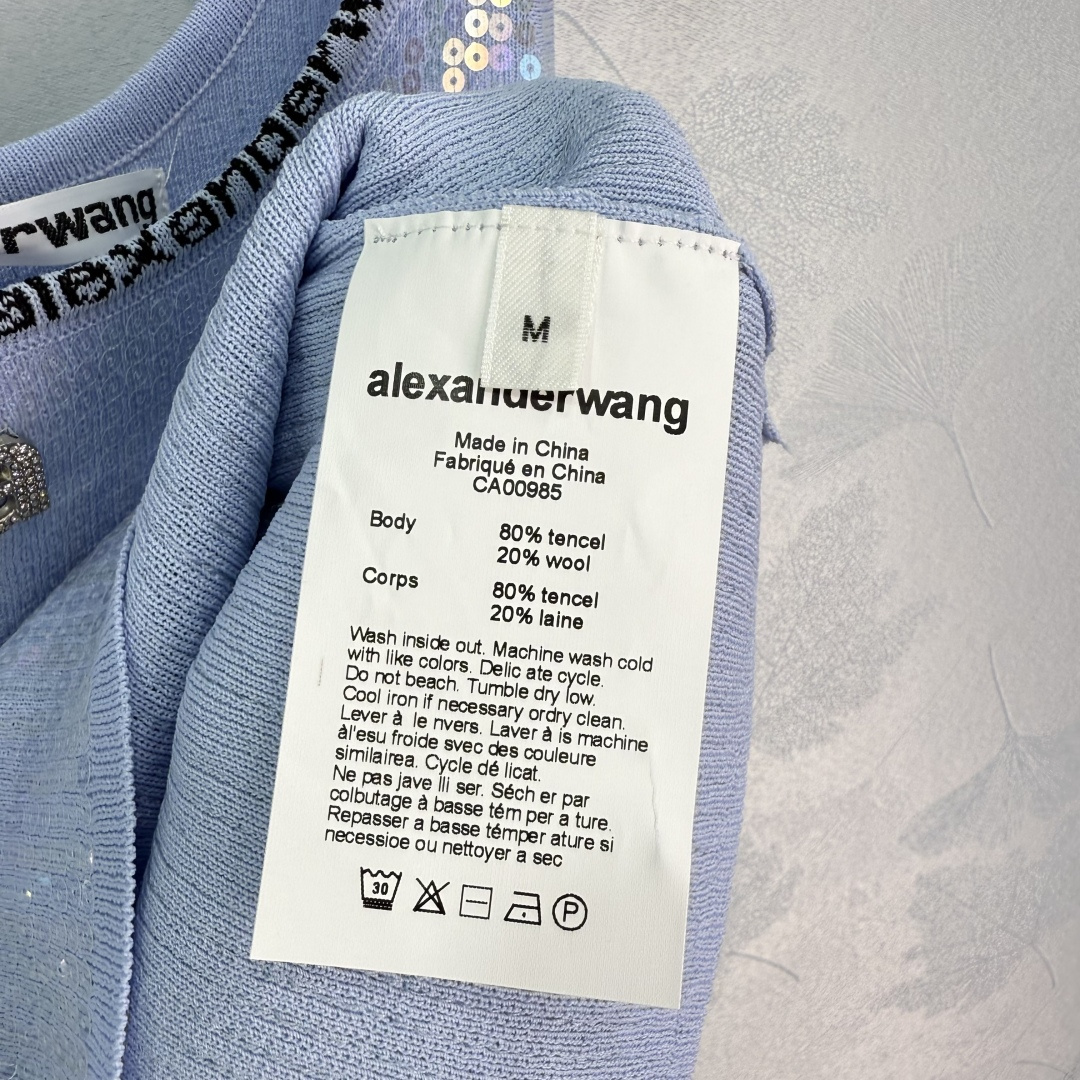 alexander
rwang
M
alexanderwang
Made in China
Fabriqué en China
CA00985
Body 80% tencel
20% wool
Corps 80% tencel
20% laine
Wash inside out. Machine wash cold
with like colors. Delic ate cycle.
Do not beach. Tumble dry low.
Cool iron if necessary ordry clean.
Lever à le nvers. Laver à is machine
àl'esu froide svec des couleure
similairea. Cycle dé licat.
Ne pas jave lli ser. Séch er par
colbutage à basse tém per a ture.
Repasser a basse témper ature si
necessioe ou nettoyer a sec
30
P